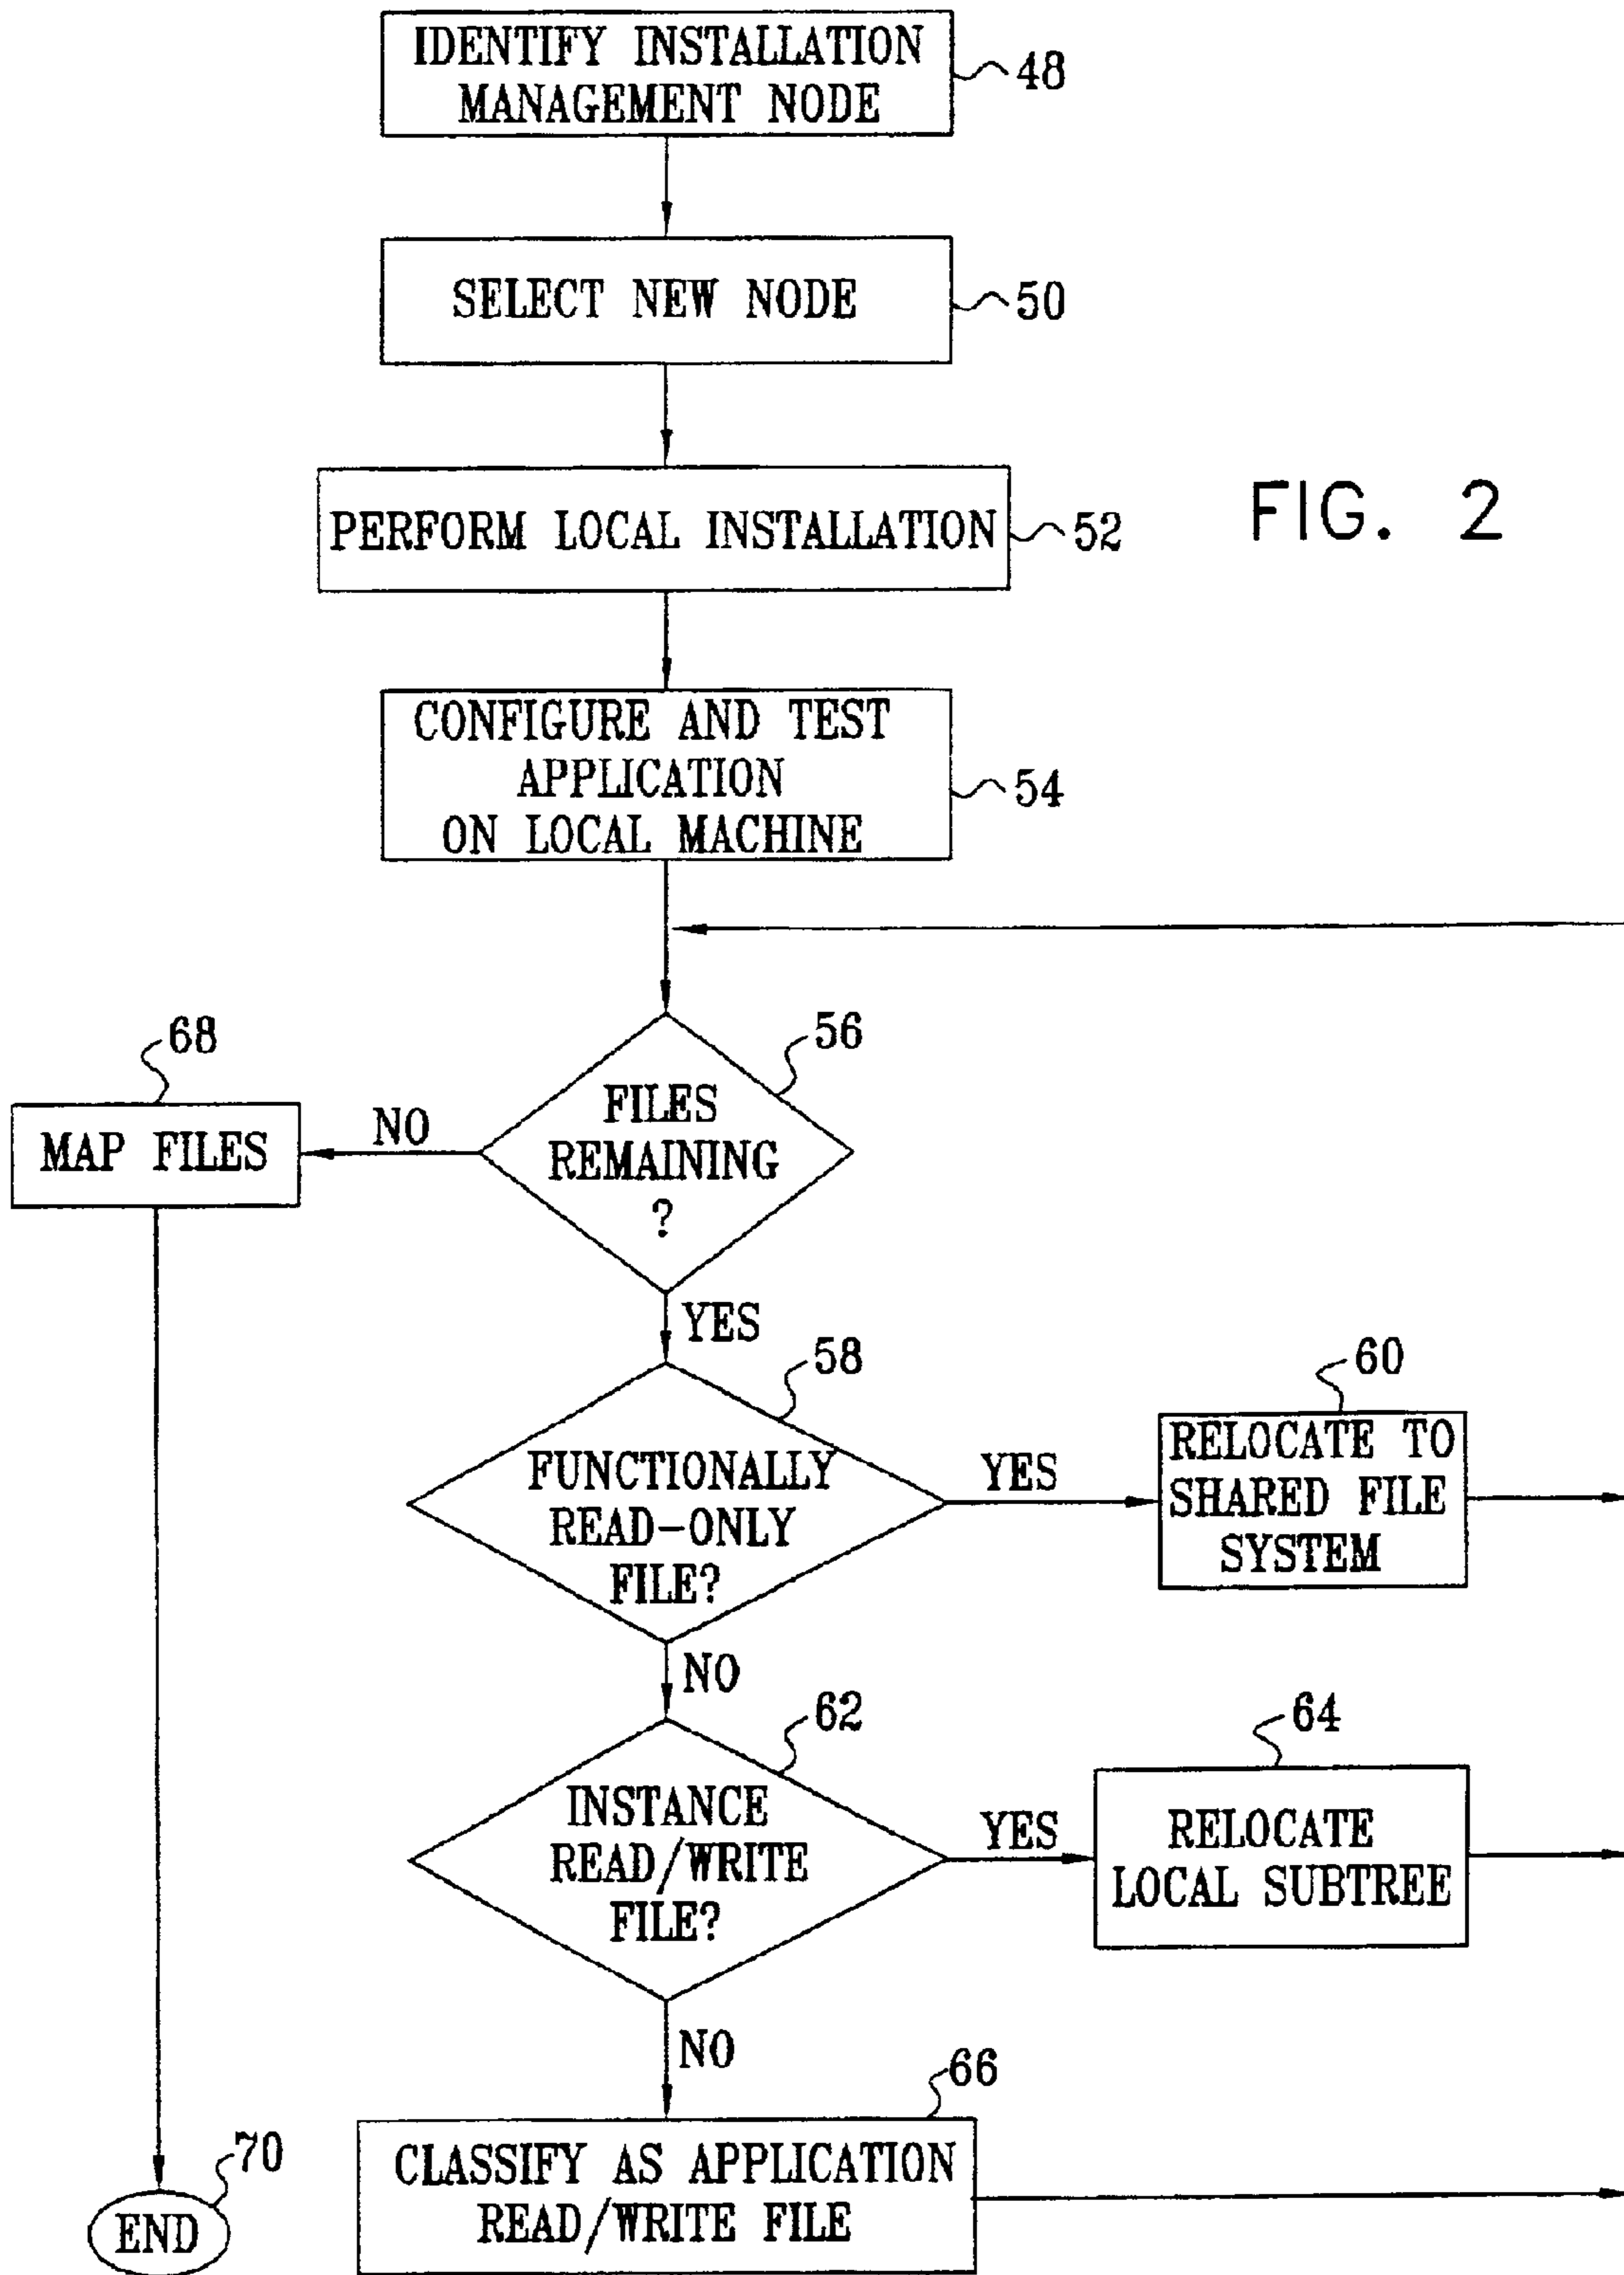 IDENTIFY INSTALLATION
MANAGEMENT NODE
48
SELECT NEW NODE
50
PERFORM LOCAL INSTALLATION
52
FIG. 2
CONFIGURE AND TEST
APPLICATION
ON LOCAL MACHINE
54
56
FILES
REMAINING
?
68
MAP FILES
NO
YES
58
FUNCTIONALLY
READ-ONLY
FILE?
YES
60
RELOCATE TO
SHARED FILE
SYSTEM
NO
62
INSTANCE
READ/WRITE
FILE?
YES
64
RELOCATE
LOCAL SUBTREE
NO
66
CLASSIFY AS APPLICATION
READ/WRITE FILE
70
END